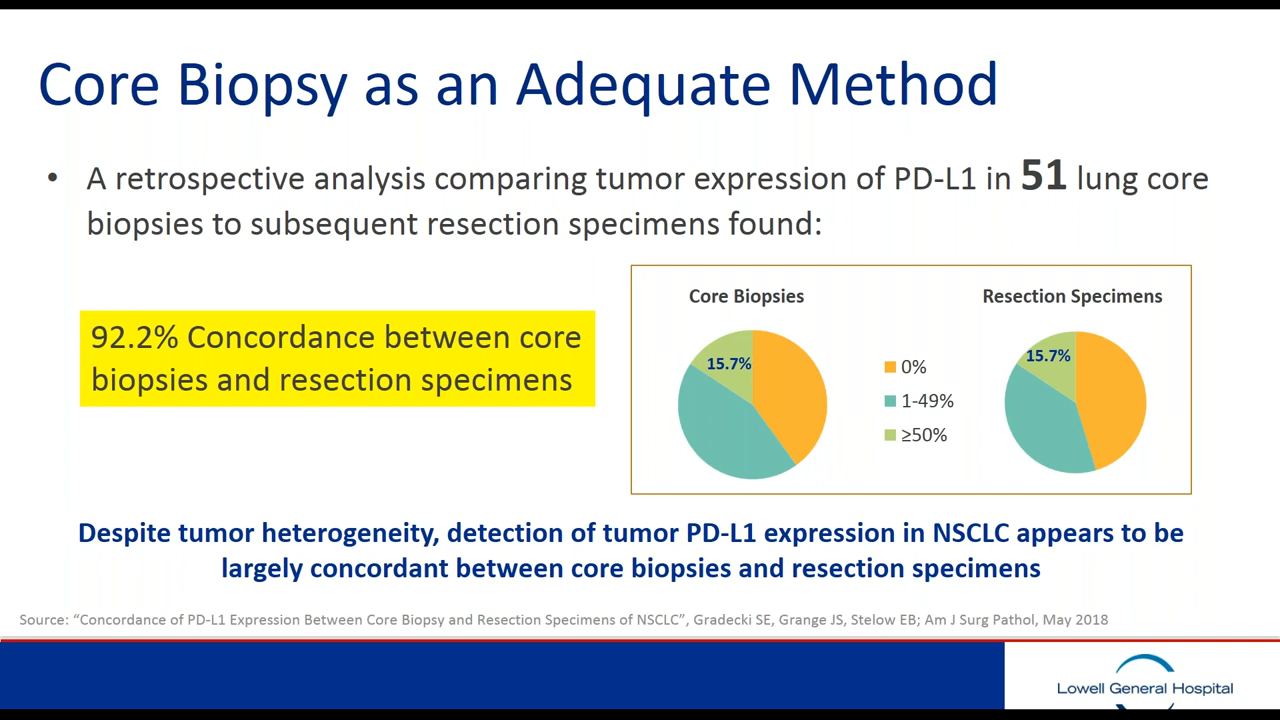 Core Biopsy as an Adequate Method
• A retrospective analysis comparing tumor expression of PD-L1 in 51 lung core
biopsies to subsequent resection specimens found:
92.2% Concordance between core
biopsies and resection specimens
Core Biopsies
15.7%
0%
1-49%
≥50%
Resection Specimens
15.7%
Despite tumor heterogeneity, detection of tumor PD-L1 expression in NSCLC appears to be
largely concordant between core biopsies and resection specimens
Source: “Concordance of PD-L1 Expression Between Core Biopsy and Resection Specimens of NSCLC”, Gradecki SE, Grange JS, Stelow EB; Am J Surg Pathol, May 2018
Lowell General Hospital